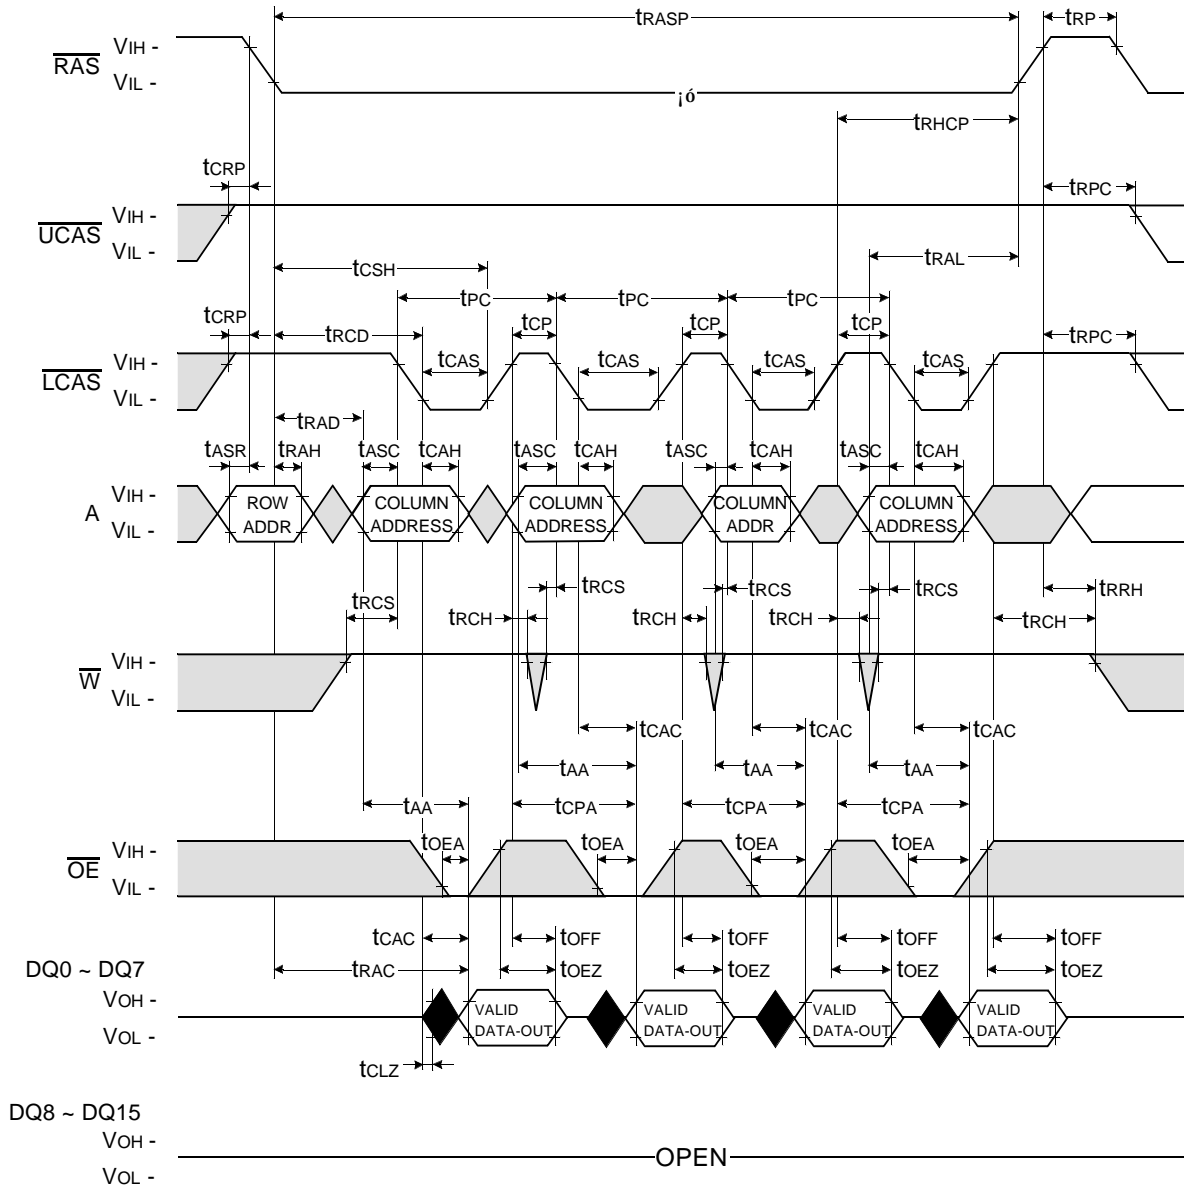 tRASP tRP
RAS VIH -
VIL -
¡ó
tRHCP
tCRP tRPC
UCAS VIH -
VIL -
tCSH tRAL
tPC tPC tPC
tCRP tRCD tCP tCP tCP tRPC
LCAS VIH -
VIL -
tCAS tCAS tCAS tCAS
tRAD
tASR tRAH tASC tCAH tASC tCAH tASC tCAH tASC tCAH
A VIH -
VIL -
ROW ADDR
COLUMN ADDRESS
COLUMN ADDRESS
COLUMN ADDR
COLUMN ADDRESS
tRCS tRCS tRCS tRCS tRRH
tRCH tRCH tRCH tRCH
W VIH -
VIL -
tCAC tCAC tCAC
tAA tAA tAA
tAA tCPA tCPA tCPA
tOEA tOEA tOEA tOEA
OE VIH -
VIL -
tCAC tOFF tOFF tOFF tOFF
tRAC tOEZ tOEZ tOEZ tOEZ
DQ0 ~ DQ7
VOH -
VOL -
VALID DATA-OUT
VALID DATA-OUT
VALID DATA-OUT
VALID DATA-OUT
tCLZ
DQ8 ~ DQ15
VOH -
VOL -
OPEN